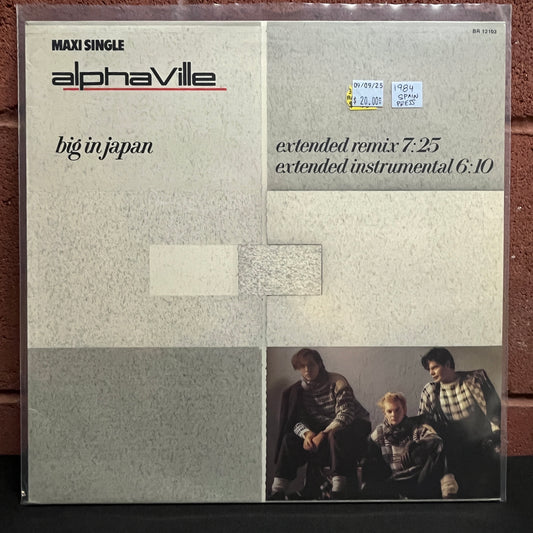 MAXI SINGLE
alphaville
big in japan
BR 12103
09/09/25
$ 20.00
1984
SPAIN
PRESS
extended remix 7:25
extended instrumental 6:10